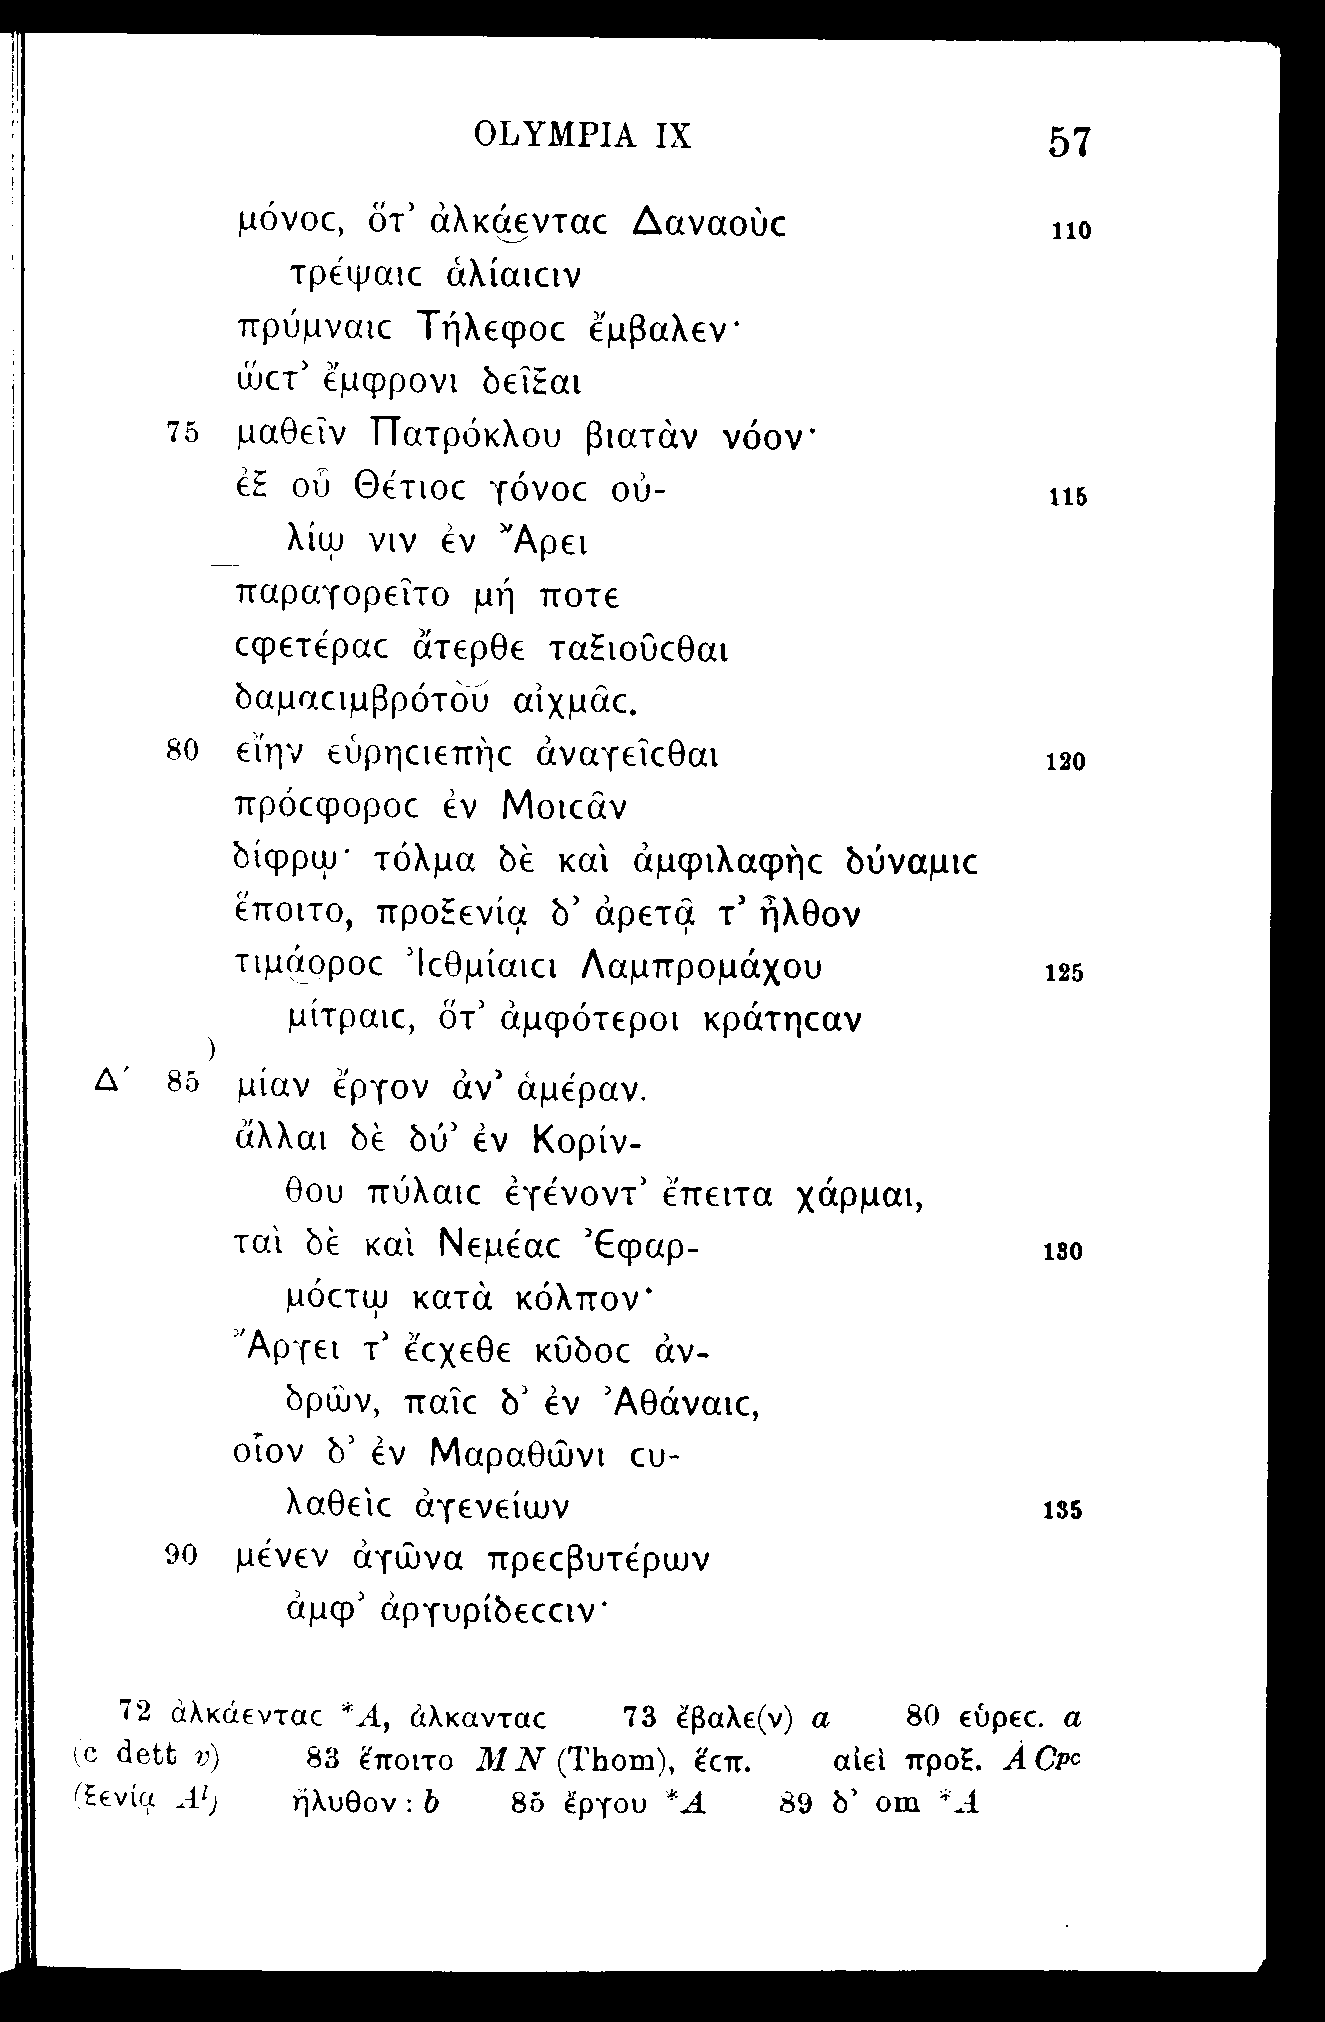 OLYMPIA IX 57
μόνοϲ, ὅτ’ ἀλκάεντας Δαναοὺϲ 110
τρέψαιϲ ἁλίαιϲιν
πρύμναιϲ Τήλεφοϲ ἔμβαλεν·
ὥϲτ’ ἔμφρονι δεῖξαι
75 μαθεῖν Πατρόκλου βιατὰν νόον·
ἐξ οὗ Θέτιοϲ γόνοϲ οὐ- 115
λίῳ νιν ἐν Ἄρει
παραγορεῖτο μή ποτε
ϲφετέραϲ ἄτερθε ταξιοῦϲθαι
δαμαϲιμβρότου αἰχμᾶϲ.
80 εἴην εὑρηϲιεπὴϲ ἀναγεῖϲθαι 120
πρόϲφοροϲ ἐν Μοιϲᾶν
δίφρῳ· τόλμα δὲ καὶ ἀμφιλαφὴϲ δύναμιϲ
ἕποιτο, προξενίᾳ δ’ ἀρετᾷ τ’ ἦλθον
τιμάοροϲ Ἰϲθμίαιϲι Λαμπρομάχου 125
μίτραιϲ, ὅτ’ ἀμφότεροι κράτηϲαν
)
Δ′ 85 μίαν ἔργον ἀν’ ἁμέραν.
ἄλλαι δὲ δύ’ ἐν Κορίν-
θου πύλαιϲ ἐγένοντ’ ἔπειτα χάρμαι,
ταὶ δὲ καὶ Νεμέαϲ Ἐφαρ- 130
μόϲτῳ κατὰ κόλπον·
Ἄργει τ’ ἔϲχεθε κῦδοϲ ἀν-
δρῶν, παῖϲ δ’ ἐν Ἀθάναιϲ,
οἷον δ’ ἐν Μαραθῶνι ϲυ-
λαθεὶϲ ἀγενείων 135
90 μένεν ἀγῶνα πρεϲβυτέρων
ἀμφ’ ἀργυρίδεϲϲιν·
72 ἀλκάενταϲ *A, ἄλκανταϲ 73 ἔβαλε(ν) a 80 εὑρεϲ. a
(c dett v) 83 ἕποιτο MN (Thom), ἕϲπ. αἰεὶ προξ. A Cpc
(ξενίᾳ Al) ἤλυθον : b 85 ἔργου *A 89 δ’ om *A